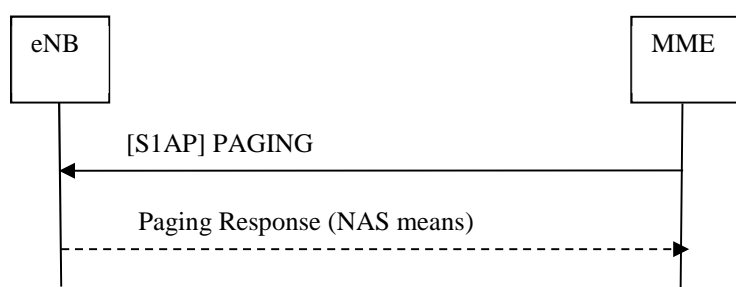 eNB
MME
[S1AP] PAGING
Paging Response (NAS means)